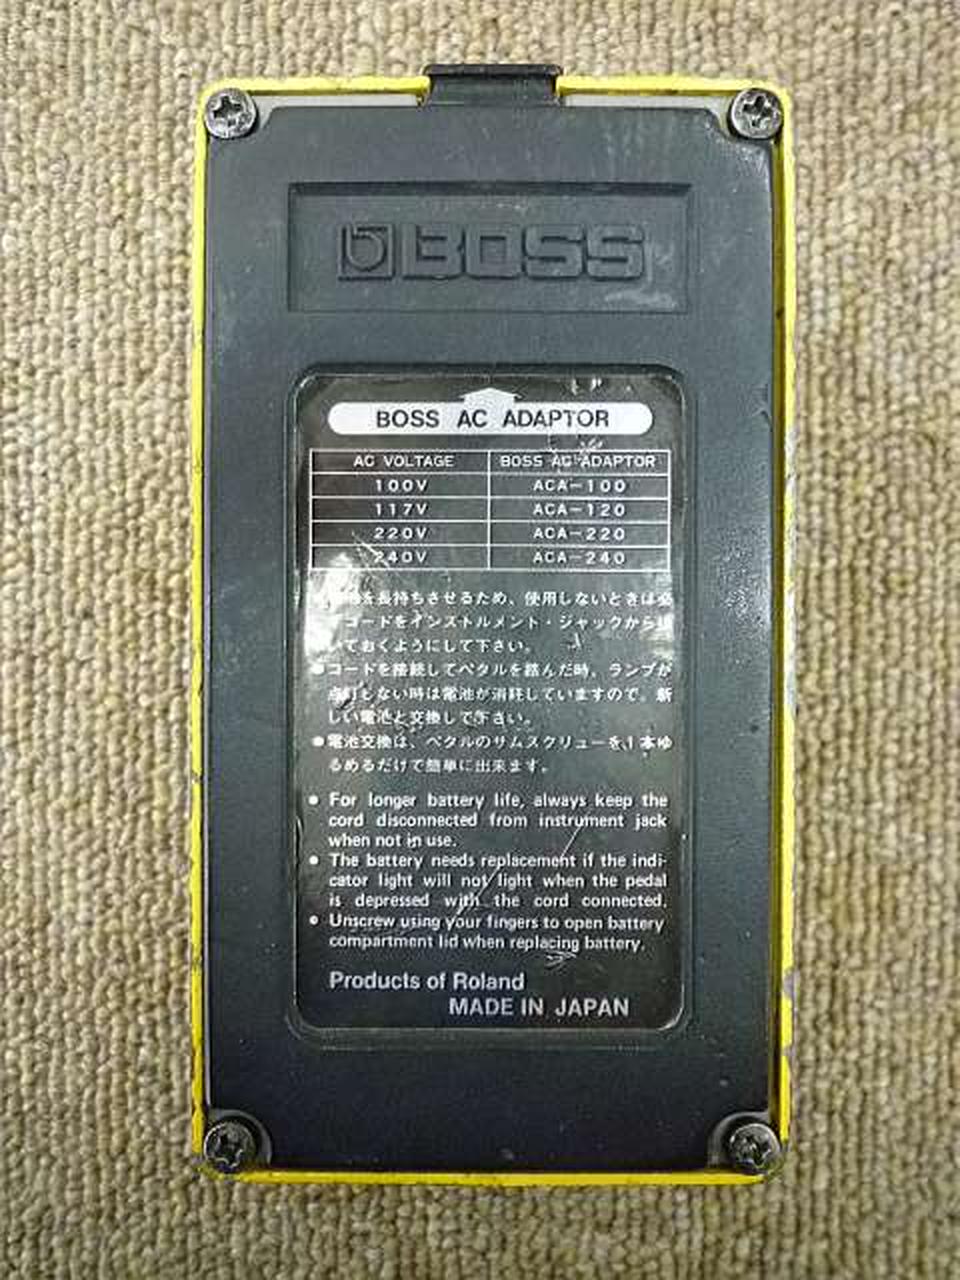 BOSS
BOSS AC ADAPTOR
AC VOLTAGE BOSS AC ADAPTOR
100V ACA-100
117V ACA-120
220V ACA-220
240V ACA-240
を長持ちさせるため、使用しないときは必
コードをインストルメント・ジャックから
いておくようにして下さい。
●コードを接続してペダルを踏んだ時、ランプが
点灯しない時は電池が消耗していますので、新
しい電池と交換して下さい。
●電池交換は、ペダルのサムスクリューを1本ゆ
るめるだけで簡単に出来ます。
● For longer battery life, always keep the
cord disconnected from instrument jack
when not in use.
● The battery needs replacement if the indi-
cator light will not light when the pedal
is depressed with the cord connected.
● Unscrew using your fingers to open battery
compartment lid when replacing battery.
Products of Roland
MADE IN JAPAN